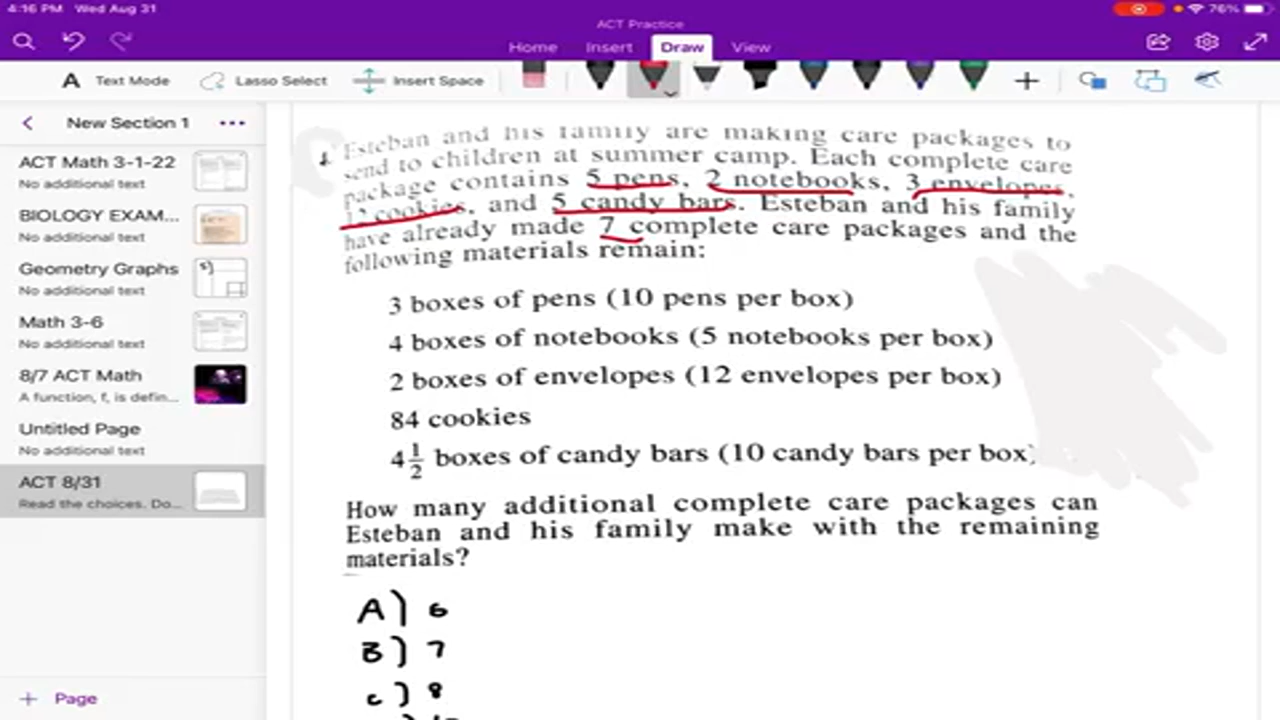 4:16 PM Wed Aug 31
76%
ACT Practice
Home Insert Draw View
A Text Mode Lasso Select Insert Space
New Section 1
ACT Math 3-1-22
No additional text
BIOLOGY EXAM...
No additional text
Geometry Graphs
No additional text
Math 3-6
No additional text
8/7 ACT Math
A function, f, is defin...
Untitled Page
No additional text
ACT 8/31
Read the choices. Do...
+ Page
Esteban and his family are making care packages to
send to children at summer camp. Each complete care
package contains 5 pens, 2 notebooks, 3 envelopes,
12 cookies, and 5 candy bars. Esteban and his family
have already made 7 complete care packages and the
following materials remain:
3 boxes of pens (10 pens per box)
4 boxes of notebooks (5 notebooks per box)
2 boxes of envelopes (12 envelopes per box)
84 cookies
4 1/2 boxes of candy bars (10 candy bars per box)
How many additional complete care packages can
Esteban and his family make with the remaining
materials?
A) 6
B) 7
C) 8